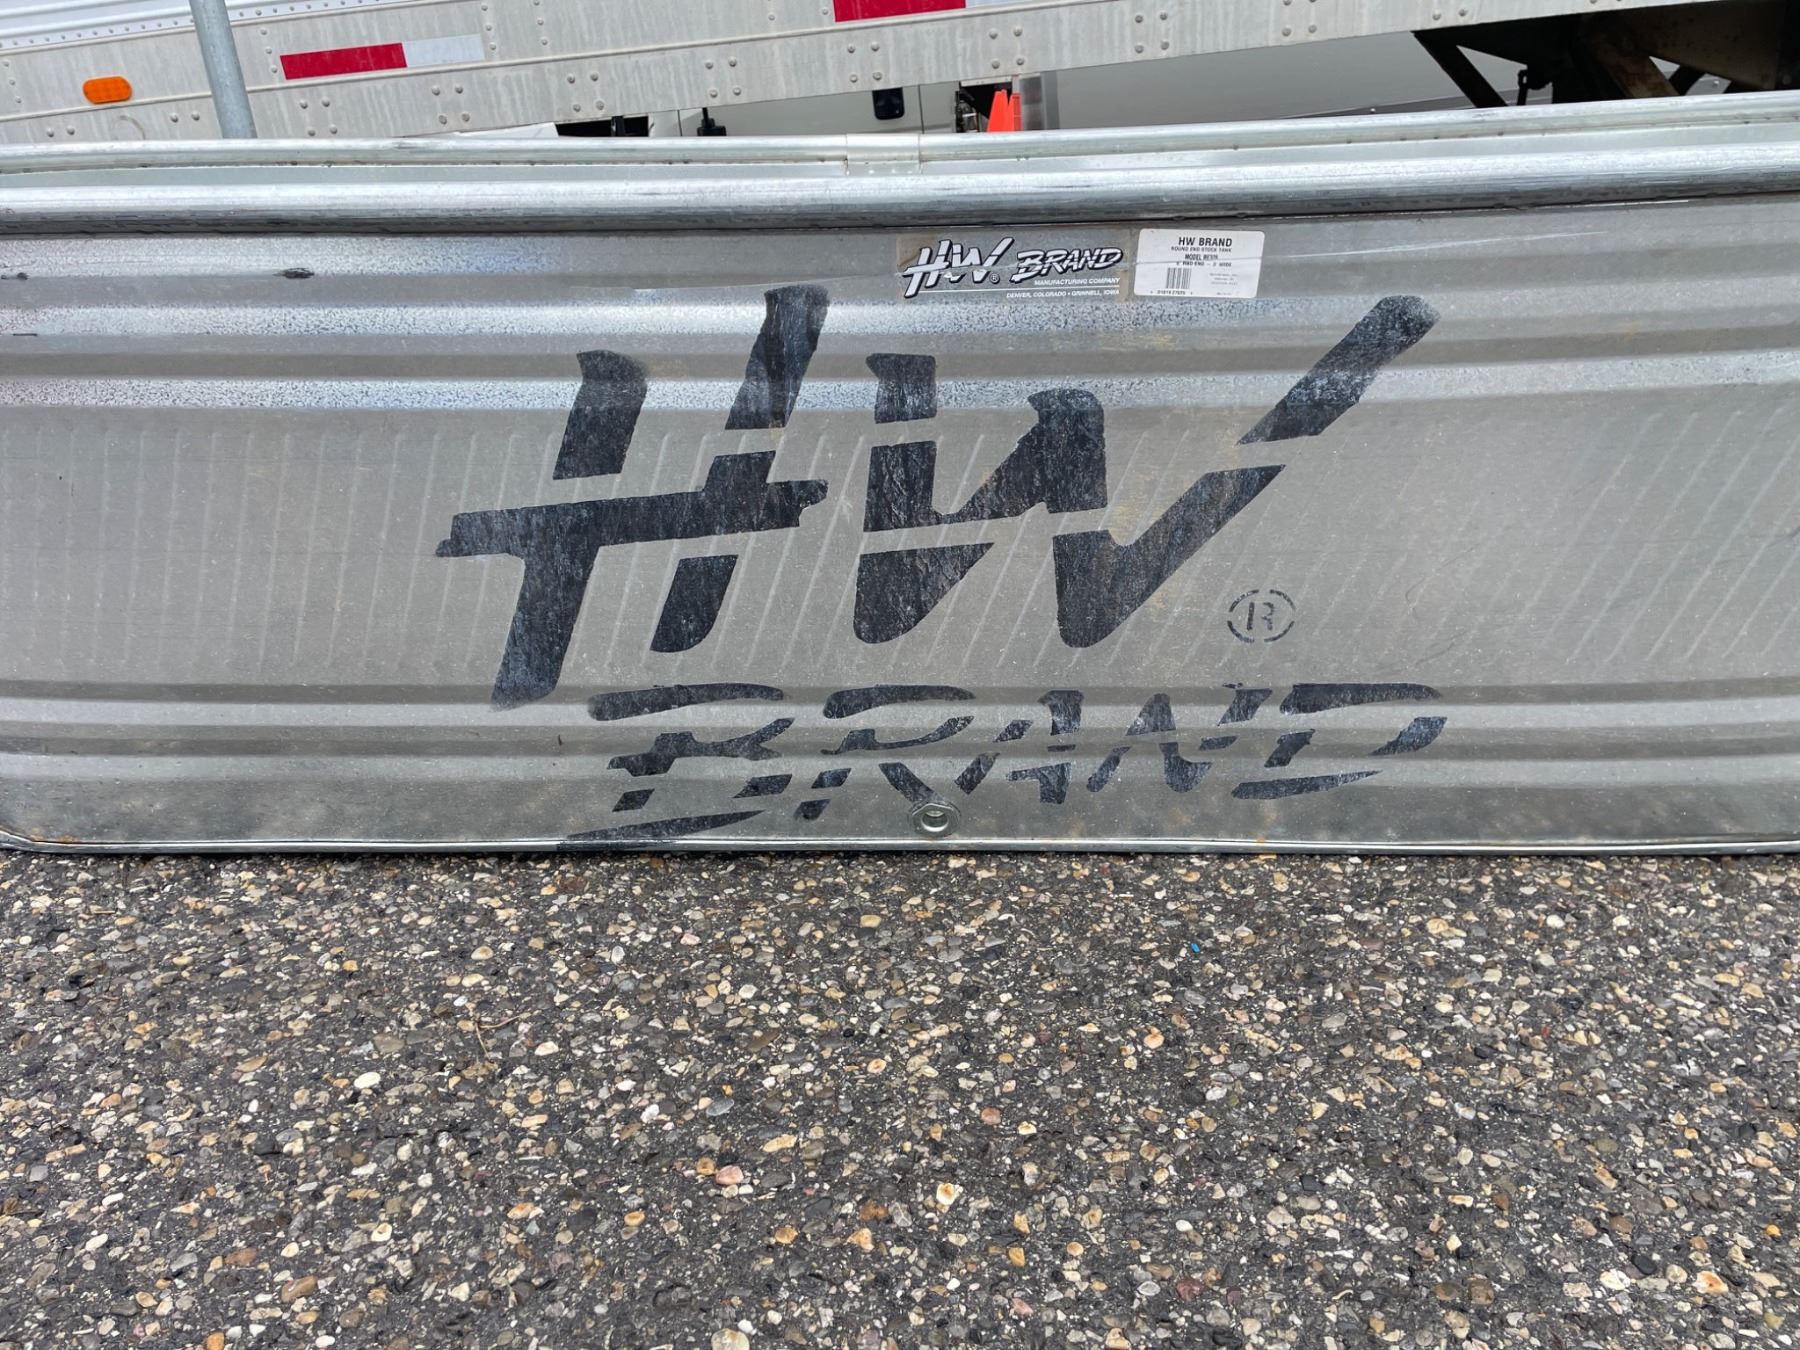 HW® BRAND
MANUFACTURING COMPANY
DENVER, COLORADO • GRINNELL, IOWA
HW BRAND
ROUND END STOCK TANK
HW ®
BRAND